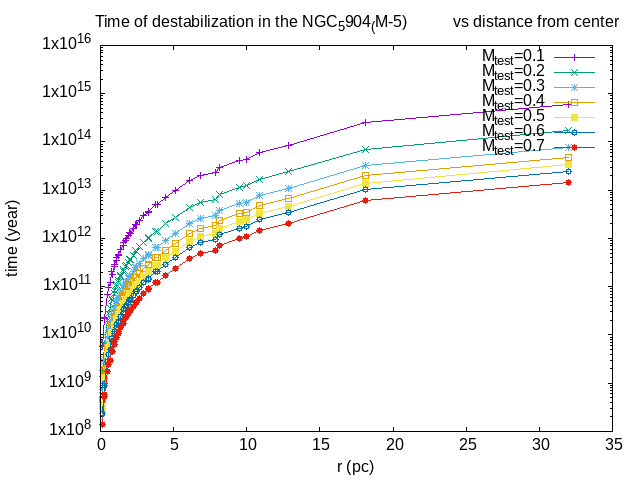 Time of destabilization in the NGC5904(M-5) vs distance from center
1x10^16
1x10^15
1x10^14
1x10^13
1x10^12
1x10^11
1x10^10
1x10^9
1x10^8
time (year)
Mtest=0.1
Mtest=0.2
Mtest=0.3
Mtest=0.4
Mtest=0.5
Mtest=0.6
Mtest=0.7
0 5 10 15 20 25 30 35
r (pc)